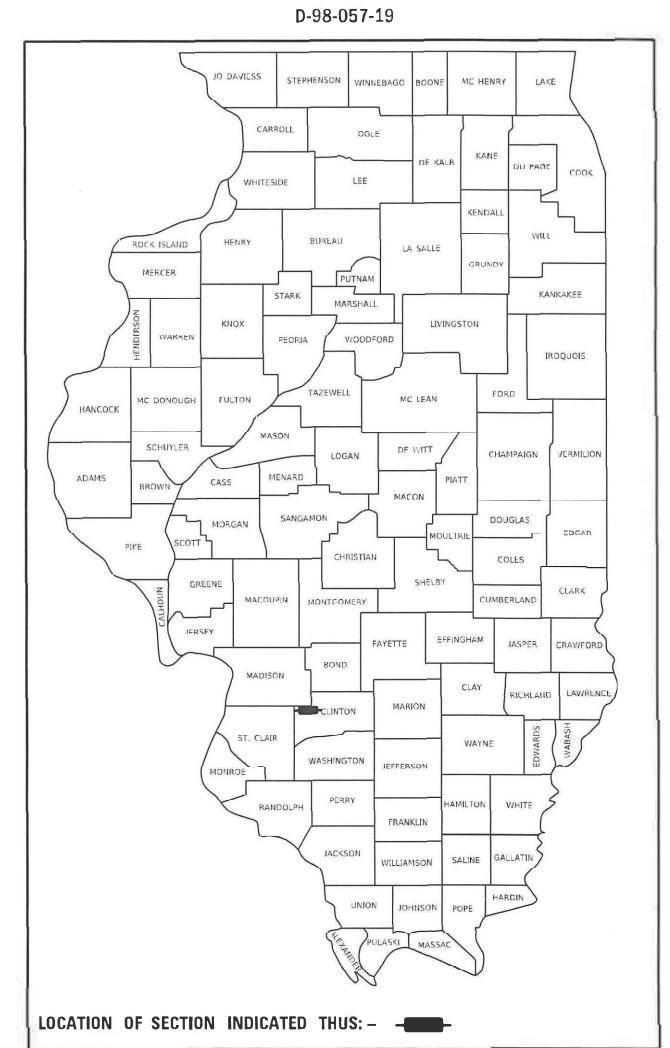 D-98-057-19
JO DAVIESS
STEPHENSON
WINNEBAGO
BOONE
MC HENRY
LAKE
CARROLL
OGLE
DE KALB
KANE
DU PAGE
COOK
WHITESIDE
LEE
KENDALL
WILL
ROCK ISLAND
HENRY
BUREAU
LA SALLE
GRUNDY
MERCER
PUTNAM
STARK
MARSHALL
KANKAKEE
HENDERSON
WARREN
KNOX
PEORIA
WOODFORD
LIVINGSTON
IROQUOIS
HANCOCK
MC DONOUGH
FULTON
TAZEWELL
MC LEAN
FORD
SCHUYLER
MASON
LOGAN
DE WITT
CHAMPAIGN
VERMILION
ADAMS
BROWN
CASS
MENARD
MACON
PIATT
PIKE
SCOTT
MORGAN
SANGAMON
CHRISTIAN
MOULTRIE
DOUGLAS
EDGAR
COLES
CALHOUN
GREENE
MACOUPIN
MONTGOMERY
SHELBY
CUMBERLAND
CLARK
JERSEY
FAYETTE
EFFINGHAM
JASPER
CRAWFORD
MADISON
BOND
CLAY
RICHLAND
LAWRENCE
CLINTON
MARION
ST. CLAIR
WAYNE
EDWARDS
WABASH
MONROE
WASHINGTON
JEFFERSON
RANDOLPH
PERRY
HAMILTON
WHITE
FRANKLIN
JACKSON
WILLIAMSON
SALINE
GALLATIN
UNION
JOHNSON
POPE
HARDIN
ALEXANDER
PULASKI
MASSAC
LOCATION OF SECTION INDICATED THUS: –